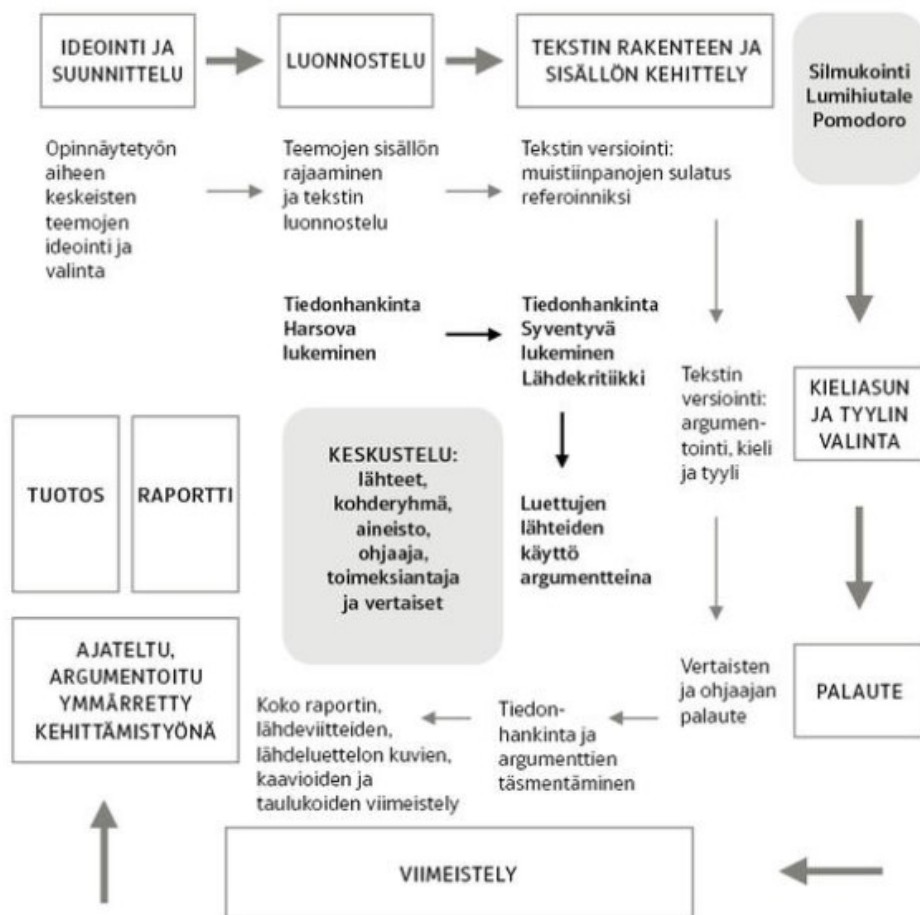 IDEOINTI JA
SUUNNITTELU
LUONNOSTELU
TEKSTIN RAKENTEEN JA
SISÄLLÖN KEHITTELY
Silmukointi
Lumihiutale
Pomodoro
Opinnäytetyön
aiheen
keskeisten
teemojen
ideointi ja
valinta
Teemojen sisällön
rajaaminen
ja tekstin
luonnostelu
Tekstin versiointi:
muistiinpanojen sulatus
referoinniksi
Tiedonhankinta
Harsova
lukeminen
Tiedonhankinta
Syventyvä
lukeminen
Lähdekritiikki
Tekstin
versiointi:
argumen-
tointi, kieli
ja tyyli
KIELIASUN
JA TYYLIN
VALINTA
TUOTOS
RAPORTTI
KESKUSTELU:
lähteet,
kohderyhmä,
aineisto,
ohjaaja,
toimeksiantaja
ja vertaiset
Luettujen
lähteiden
käyttö
argumentteina
AJATELTU,
ARGUMENTOITU
YMMÄRRETTY
KEHITTÄMISTYÖNÄ
Koko raportin,
lähdeviitteiden,
lähdeluettelon kuvien,
kaavioiden ja
taulukoiden viimeistely
Tiedon-
hankinta ja
argumenttien
täsmentäminen
Vertaisten
ja ohjaajan
palaute
PALAUTE
VIIMEISTELY